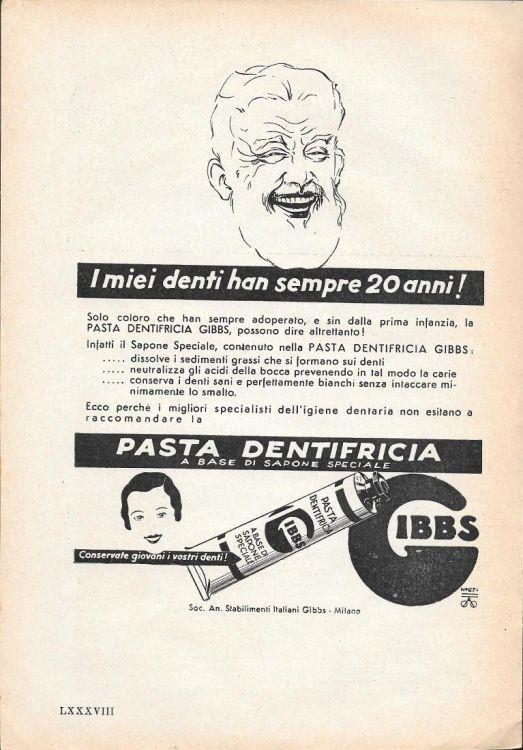 I miei denti han sempre 20 anni!
Solo coloro che han sempre adoperato, e sin dalla prima infanzia, la
PASTA DENTIFRICIA GIBBS, possono dire altrettanto!
Infatti il Sapone Speciale, contenuto nella PASTA DENTIFRICIA GIBBS:
..... dissolve i sedimenti grassi che si formano sui denti
..... neutralizza gli acidi della bocca prevenendo in tal modo la carie
..... conserva i denti sani e perfettamente bianchi senza intaccare mi-
nimamente lo smalto.
Ecco perchè i migliori specialisti dell'igiene dentaria non esitano a
raccomandare la
PASTA DENTIFRICIA
A BASE DI SAPONE SPECIALE
PASTA
DENTIFRICIA
GIBBS
A BASE DI
SAPONE
SPECIALE
GIBBS
Conservate giovani i vostri denti!
Soc. An. Stabilimenti Italiani Gibbs - Milano
LXXXVIII